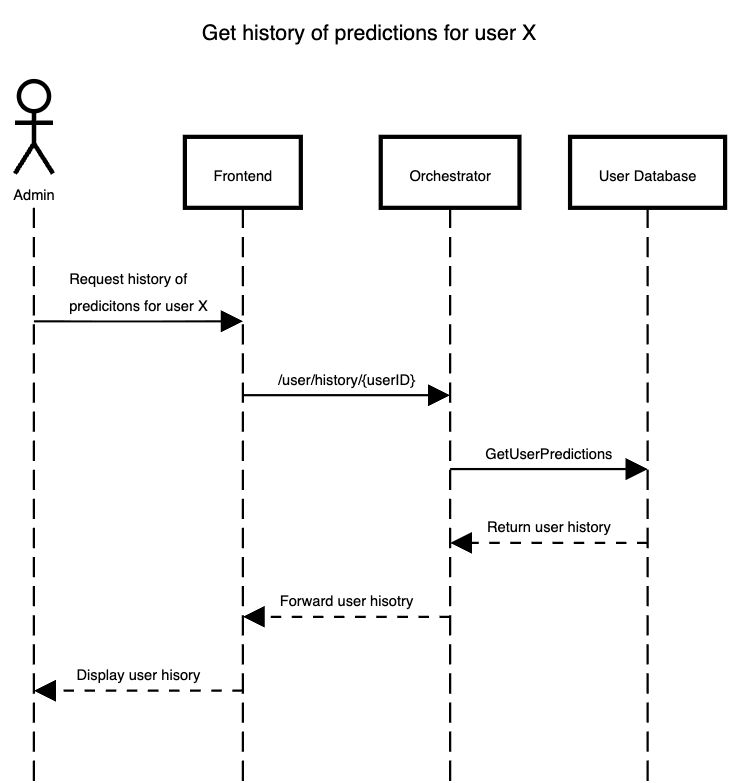 Get history of predictions for user X
Admin
Frontend
Orchestrator
User Database
Request history of
predicitons for user X
/user/history/{userID}
GetUserPredictions
Return user history
Forward user hisotry
Display user hisory